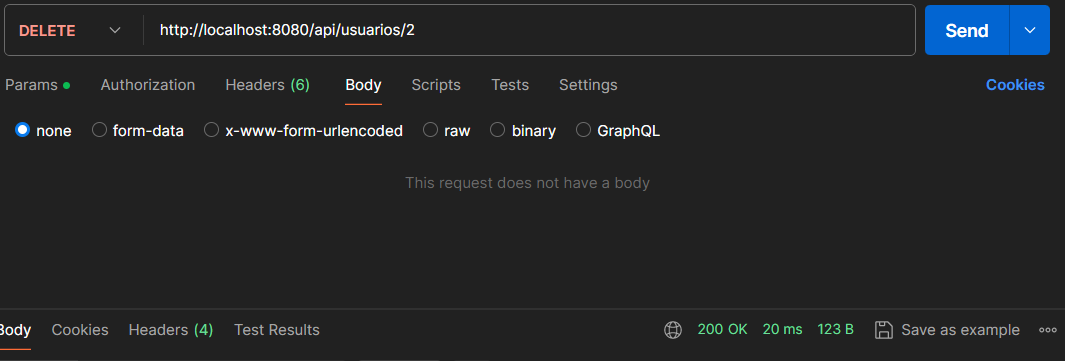 DELETE http://localhost:8080/api/usuarios/2 Send
Params Authorization Headers (6) Body Scripts Tests Settings Cookies
none form-data x-www-form-urlencoded raw binary GraphQL
This request does not have a body
Body Cookies Headers (4) Test Results 200 OK 20 ms 123 B Save as example